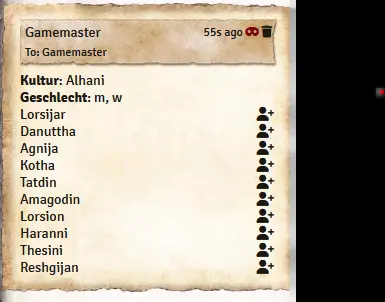 Gamemaster 55s ago
To: Gamemaster
Kultur: Alhani
Geschlecht: m, w
Lorsijar
Danuttha
Agnija
Kotha
Tatdin
Amagodin
Lorsion
Haranni
Thesini
Reshgijan